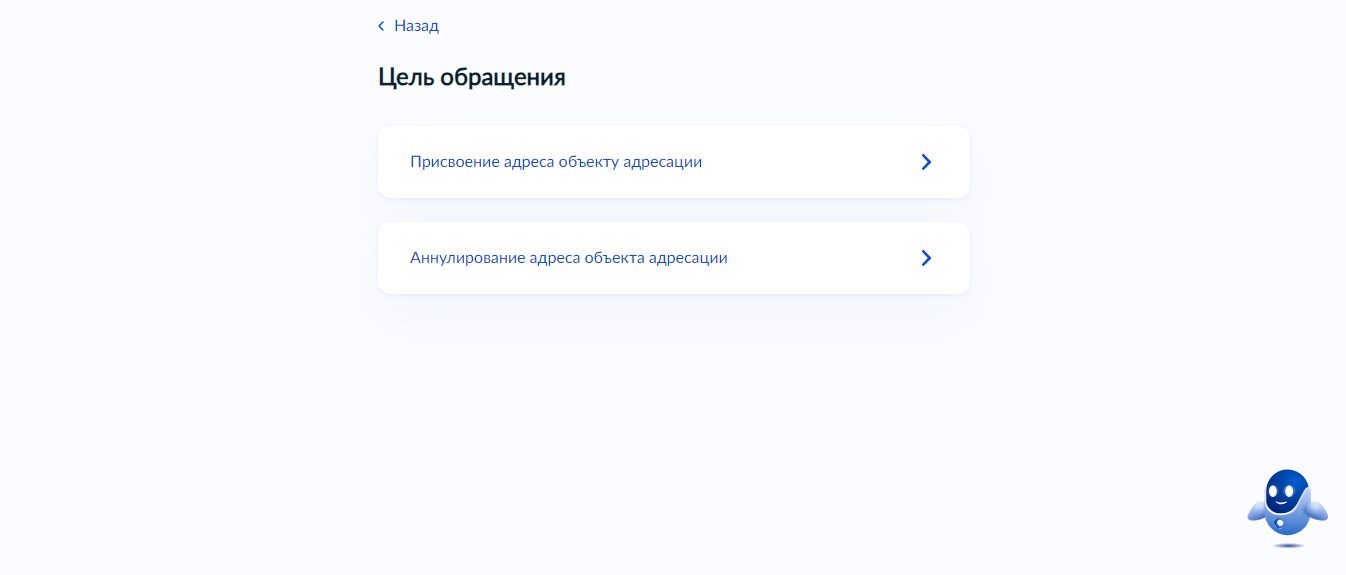 Назад
Цель обращения
Присвоение адреса объекту адресации
Аннулирование адреса объекта адресации